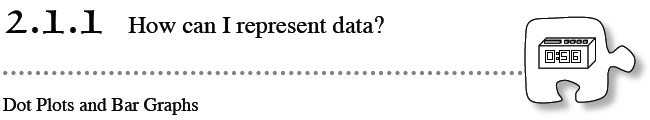 2.1.1 How can I represent data?
0:56
Dot Plots and Bar Graphs